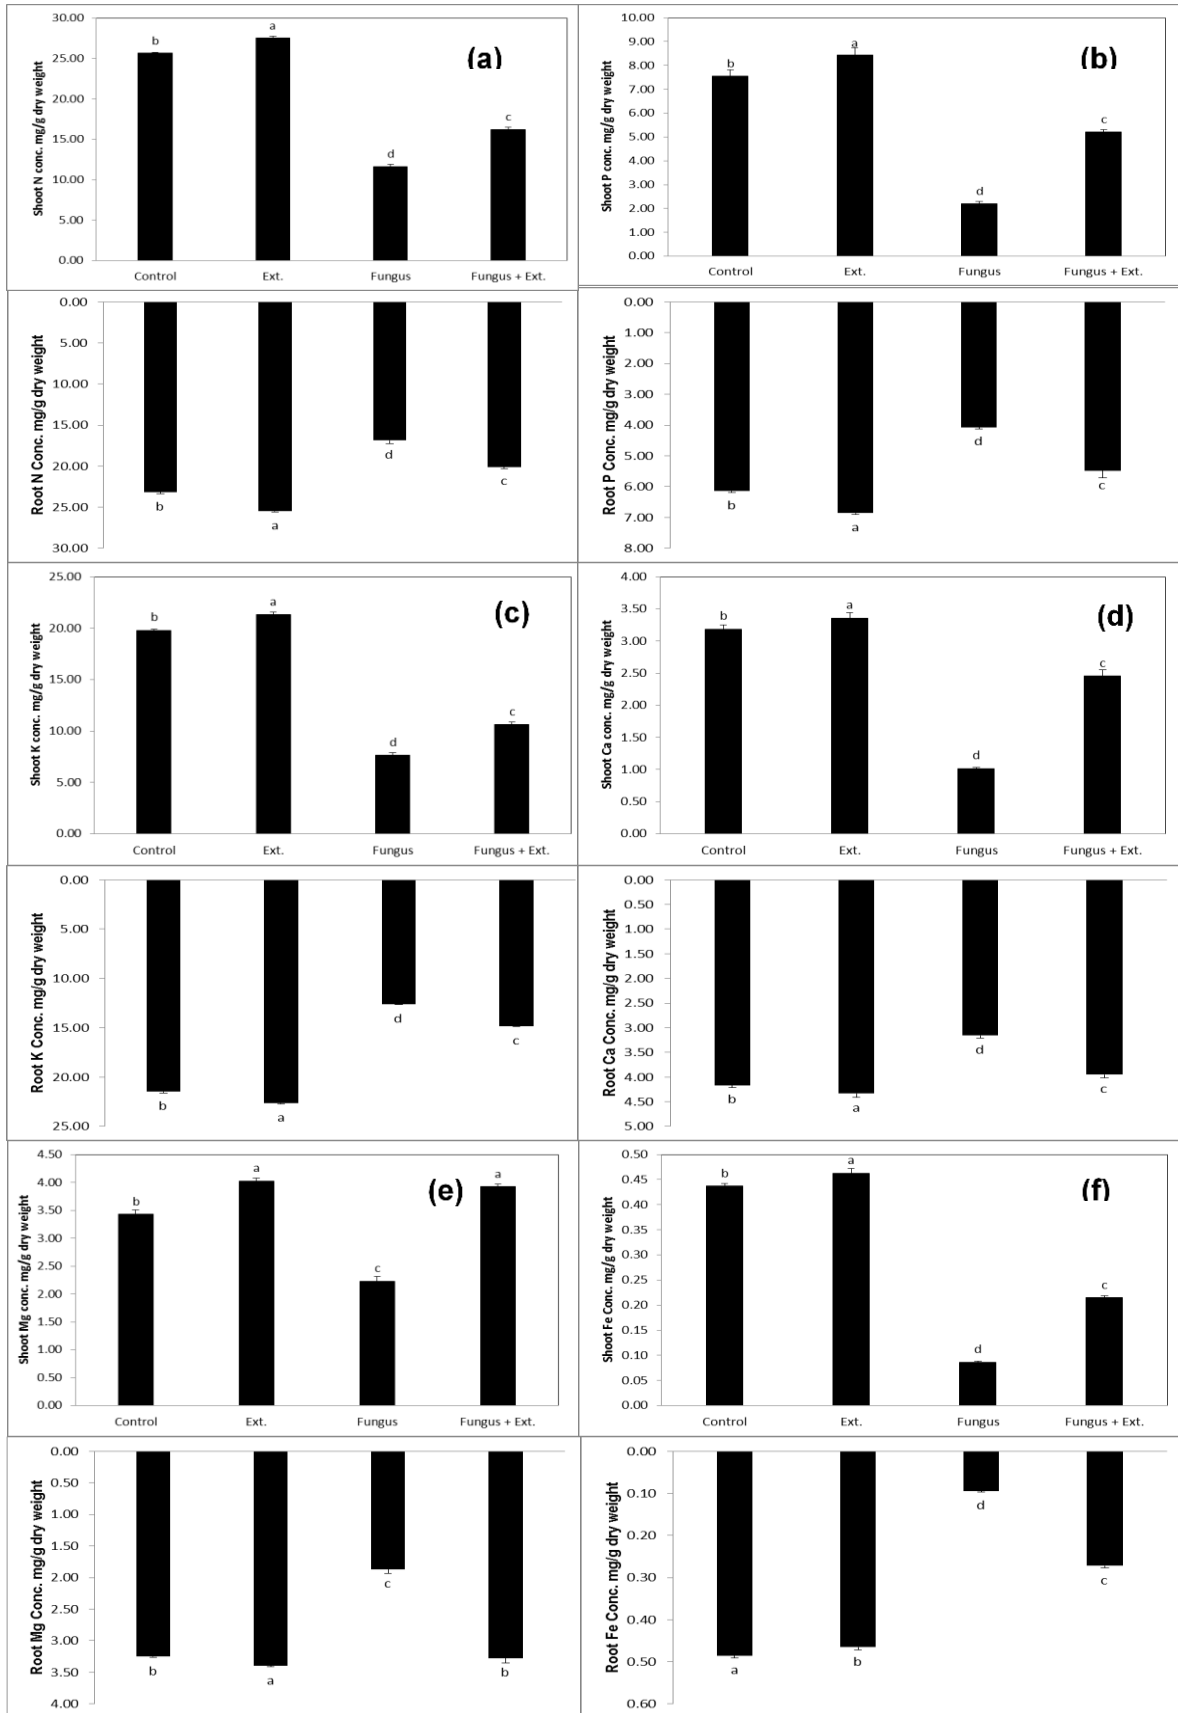 Shoot N conc. mg/g dry weight
30.00
25.00
20.00
15.00
10.00
5.00
0.00
b
a
d
c
(a)
Control Ext. Fungus Fungus + Ext.
Shoot P conc. mg/g dry weight
10.00
9.00
8.00
7.00
6.00
5.00
4.00
3.00
2.00
1.00
0.00
b
a
d
c
(b)
Control Ext. Fungus Fungus + Ext.
Root N Conc. mg/g dry weight
0.00
5.00
10.00
15.00
20.00
25.00
30.00
b
a
d
c
Root P Conc. mg/g dry weight
0.00
1.00
2.00
3.00
4.00
5.00
6.00
7.00
8.00
b
a
d
c
Shoot K conc. mg/g dry weight
25.00
20.00
15.00
10.00
5.00
0.00
b
a
d
c
(c)
Control Ext. Fungus Fungus + Ext.
Shoot Ca conc. mg/g dry weight
4.00
3.50
3.00
2.50
2.00
1.50
1.00
0.50
0.00
b
a
d
c
(d)
Control Ext. Fungus Fungus + Ext.
Root K Conc. mg/g dry weight
0.00
5.00
10.00
15.00
20.00
25.00
b
a
d
c
Root Ca Conc. mg/g dry weight
0.00
0.50
1.00
1.50
2.00
2.50
3.00
3.50
4.00
4.50
5.00
b
a
d
c
Shoot Mg conc. mg/g dry weight
4.50
4.00
3.50
3.00
2.50
2.00
1.50
1.00
0.50
0.00
b
a
c
a
(e)
Control Ext. Fungus Fungus + Ext.
Shoot Fe Conc. mg/g dry weight
0.50
0.45
0.40
0.35
0.30
0.25
0.20
0.15
0.10
0.05
0.00
b
a
d
c
(f)
Control Ext. Fungus Fungus + Ext.
Root Mg Conc. mg/g dry weight
0.00
0.50
1.00
1.50
2.00
2.50
3.00
3.50
4.00
b
a
c
b
Root Fe Conc. mg/g dry weight
0.00
0.10
0.20
0.30
0.40
0.50
0.60
a
b
d
c